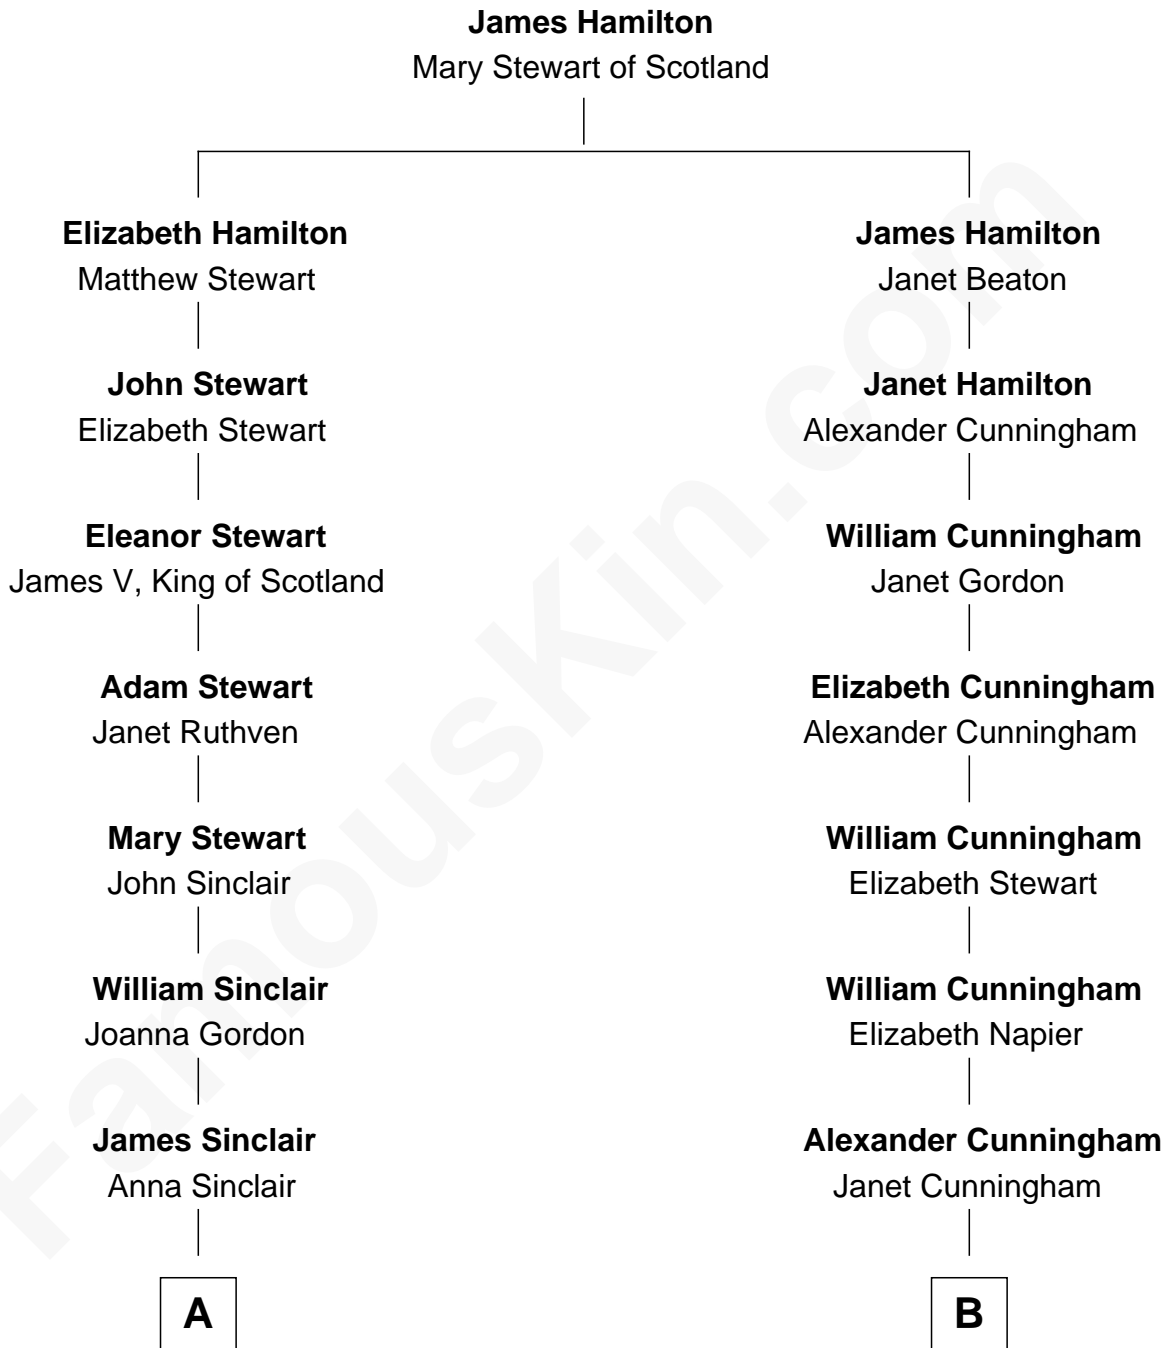 James Hamilton
Mary Stewart of Scotland
Elizabeth Hamilton
Matthew Stewart
James Hamilton
Janet Beaton
John Stewart
Elizabeth Stewart
Janet Hamilton
Alexander Cunningham
Eleanor Stewart
James V, King of Scotland
William Cunningham
Janet Gordon
Adam Stewart
Janet Ruthven
Elizabeth Cunningham
Alexander Cunningham
Mary Stewart
John Sinclair
William Cunningham
Elizabeth Stewart
William Sinclair
Joanna Gordon
William Cunningham
Elizabeth Napier
James Sinclair
Anna Sinclair
Alexander Cunningham
Janet Cunningham
A
B
FamousKin.com